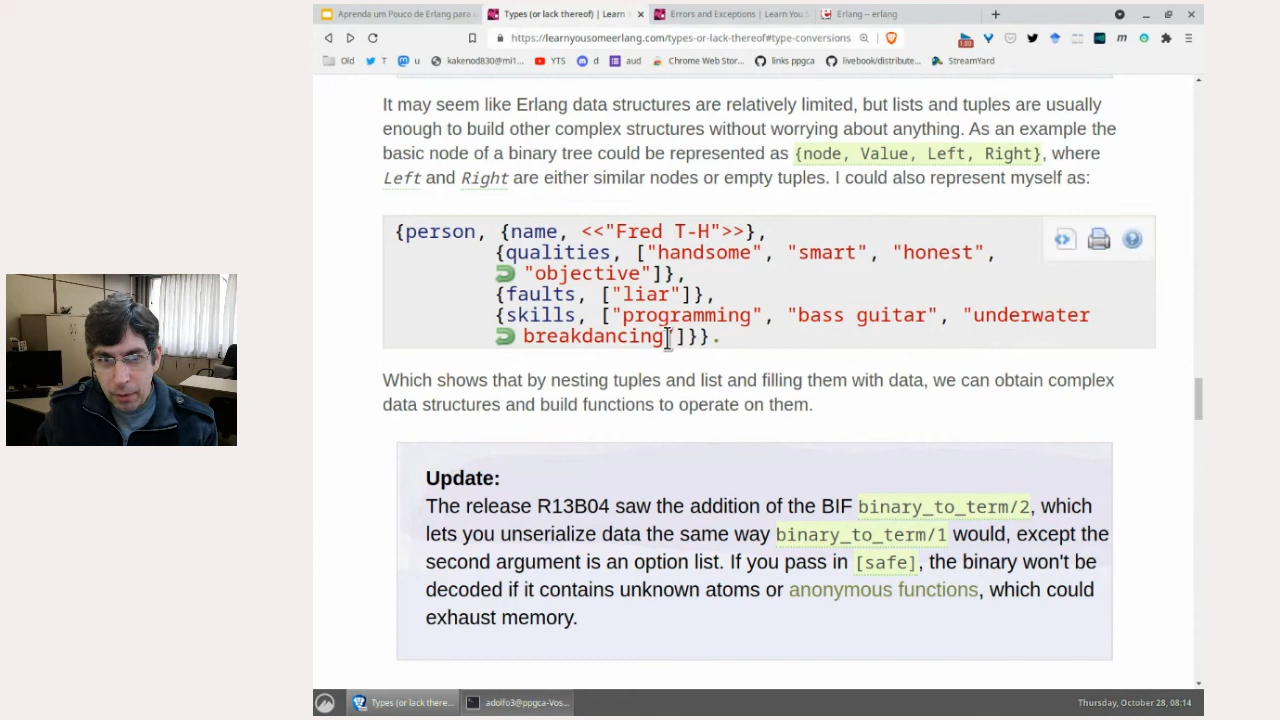 Aprenda um Pouco de Erlang para
Types (or lack thereof) | Learn
Errors and Exceptions | Learn You
Erlang -- erlang
https://learnyousomeerlang.com/types-or-lack-thereof#type-conversions
1.00
m
Old
T
u
kakenod830@mi1...
YTS
d
aud
Chrome Web Stor...
links ppgca
livebook/distribute...
StreamYard
It may seem like Erlang data structures are relatively limited, but lists and tuples are usually
enough to build other complex structures without worrying about anything. As an example the
basic node of a binary tree could be represented as {node, Value, Left, Right}, where
Left and Right are either similar nodes or empty tuples. I could also represent myself as:
{person, {name, <<"Fred T-H">>},
{qualities, ["handsome", "smart", "honest",
"objective"]},
{faults, ["liar"]},
{skills, ["programming", "bass guitar", "underwater
breakdancing"]}}.
Which shows that by nesting tuples and list and filling them with data, we can obtain complex
data structures and build functions to operate on them.
Update:
The release R13B04 saw the addition of the BIF binary_to_term/2, which
lets you unserialize data the same way binary_to_term/1 would, except the
second argument is an option list. If you pass in [safe], the binary won't be
decoded if it contains unknown atoms or anonymous functions, which could
exhaust memory.
Types (or lack there...
adolfo3@ppgca-Vos...
Thursday, October 28, 08:14